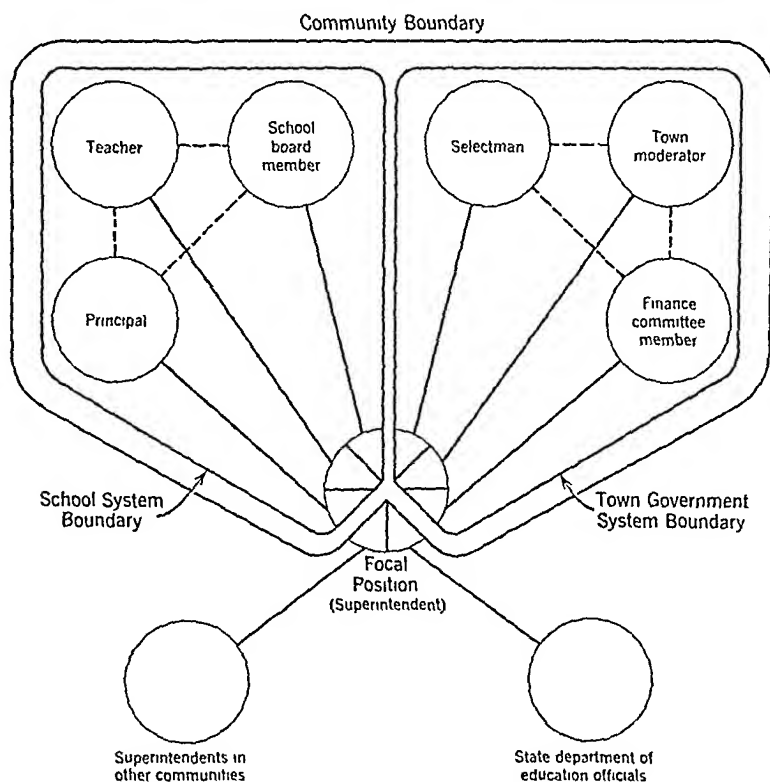 Community Boundary
Teacher
School
board
member
Selectman
Town
moderator
Principal
Finance
committee
member
School System
Boundary
Town Government
System Boundary
Focal
Position
(Superintendent)
Superintendents in
other communities
State department of
education officials